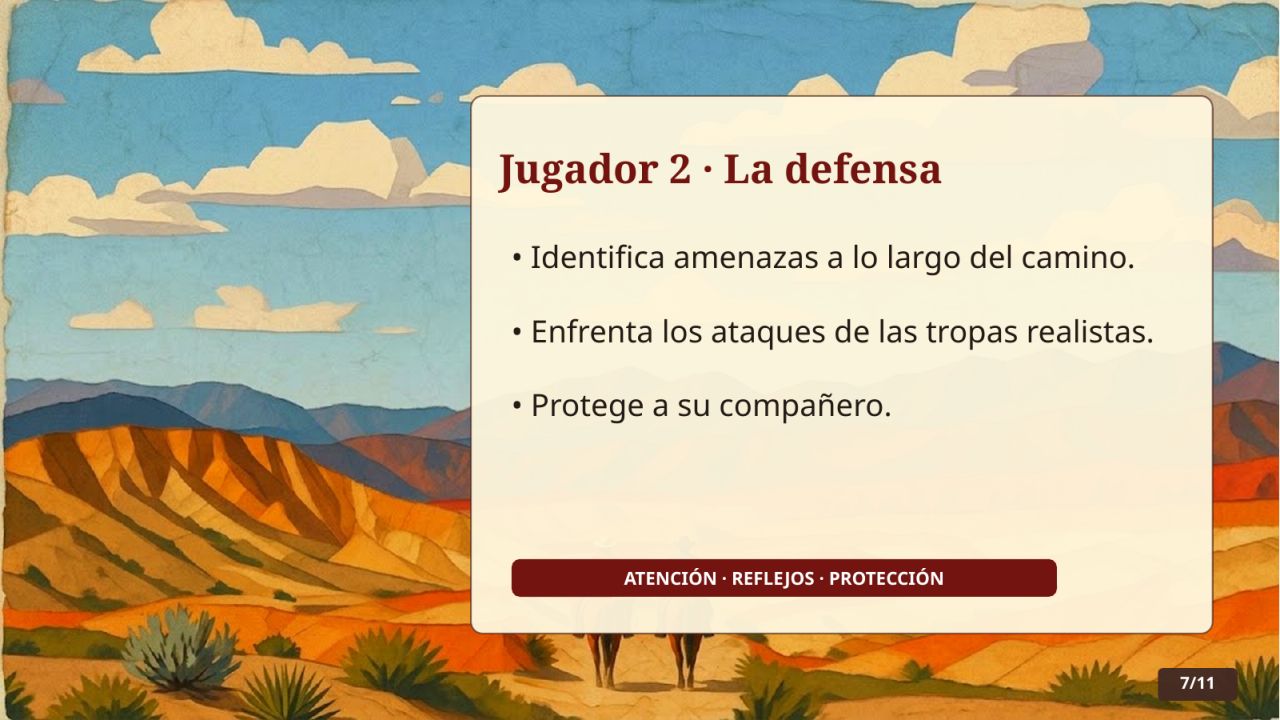 Jugador 2 · La defensa
• Identifica amenazas a lo largo del camino.
• Enfrenta los ataques de las tropas realistas.
• Protege a su compañero.
ATENCIÓN · REFLEJOS · PROTECCIÓN
7/11